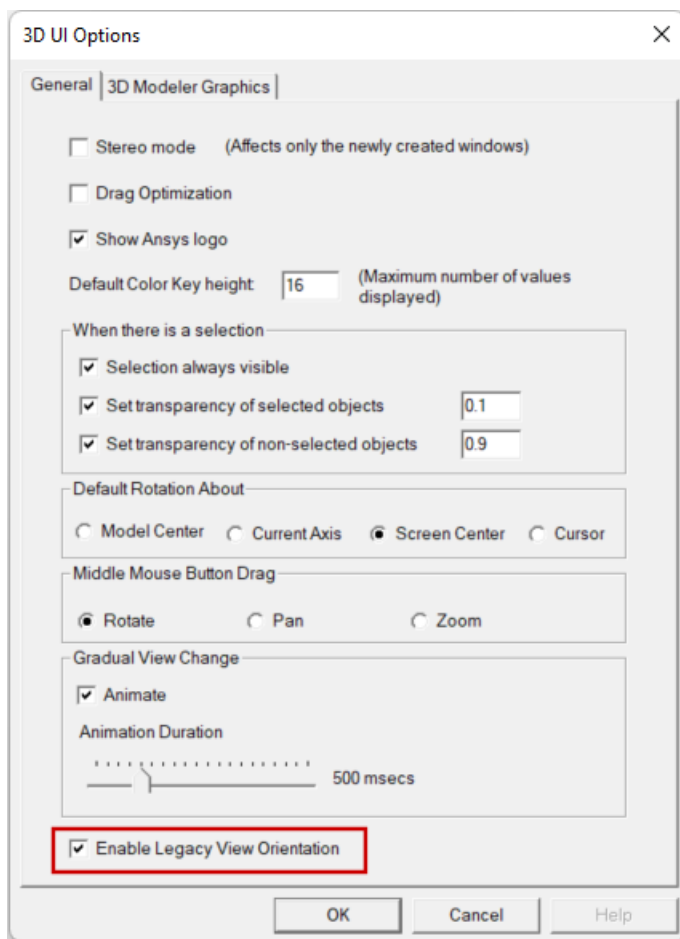 3D UI Options
General
3D Modeler Graphics
Stereo mode (Affects only the newly created windows)
Drag Optimization
Show Ansys logo
Default Color Key height: 16 (Maximum number of values
displayed)
When there is a selection
Selection always visible
Set transparency of selected objects 0.1
Set transparency of non-selected objects 0.9
Default Rotation About
Model Center Current Axis Screen Center Cursor
Middle Mouse Button Drag
Rotate Pan Zoom
Gradual View Change
Animate
Animation Duration
500 msecs
Enable Legacy View Orientation
OK Cancel Help